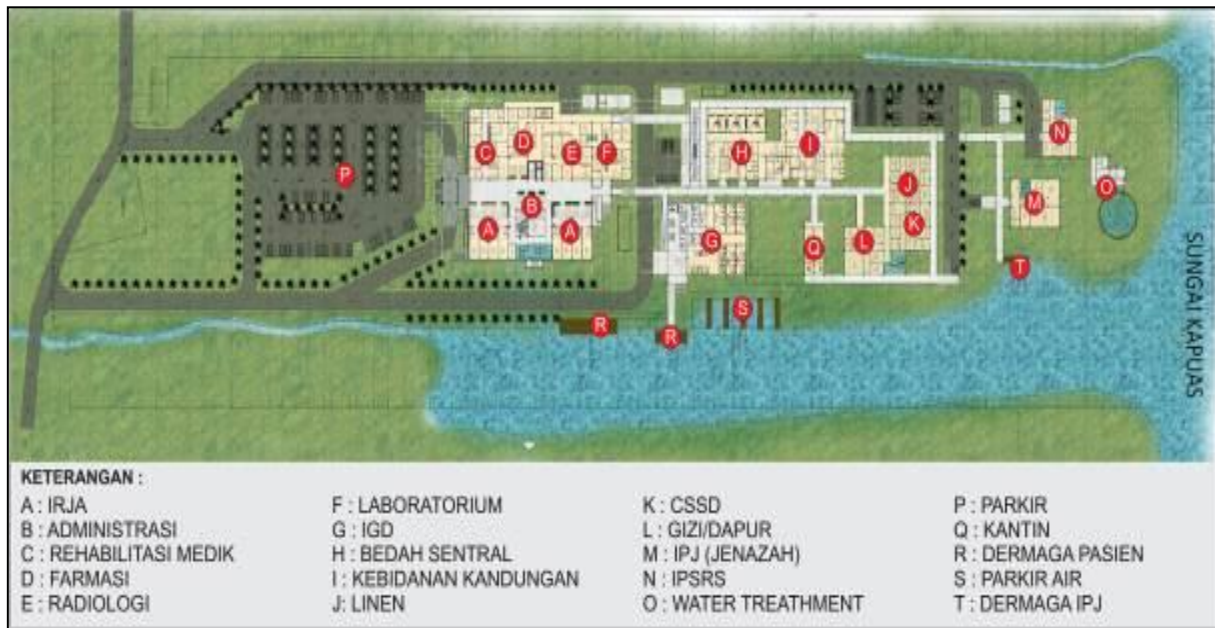 P
C
D
E
F
H
I
N
J
O
B
A
A
G
Q
L
K
M
T
R
R
S
SUNGAI KAPUAS
KETERANGAN :
A : IRJA
B : ADMINISTRASI
C : REHABILITASI MEDIK
D : FARMASI
E : RADIOLOGI
F : LABORATORIUM
G : IGD
H : BEDAH SENTRAL
I : KEBIDANAN KANDUNGAN
J: LINEN
K : CSSD
L : GIZI/DAPUR
M : IPJ (JENAZAH)
N : IPSRS
O : WATER TREATHMENT
P : PARKIR
Q : KANTIN
R : DERMAGA PASIEN
S : PARKIR AIR
T : DERMAGA IPJ